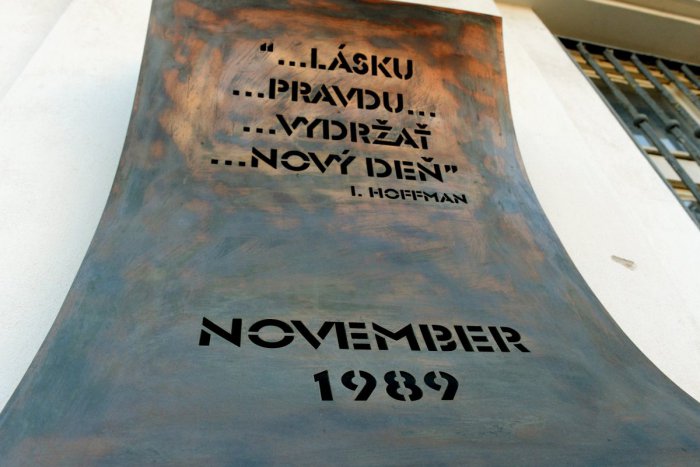 "...LÁSKU
...PRAVDU...
...VYDRŽAŤ
...NOVÝ DEŇ"
I. HOFFMAN
NOVEMBER
1989